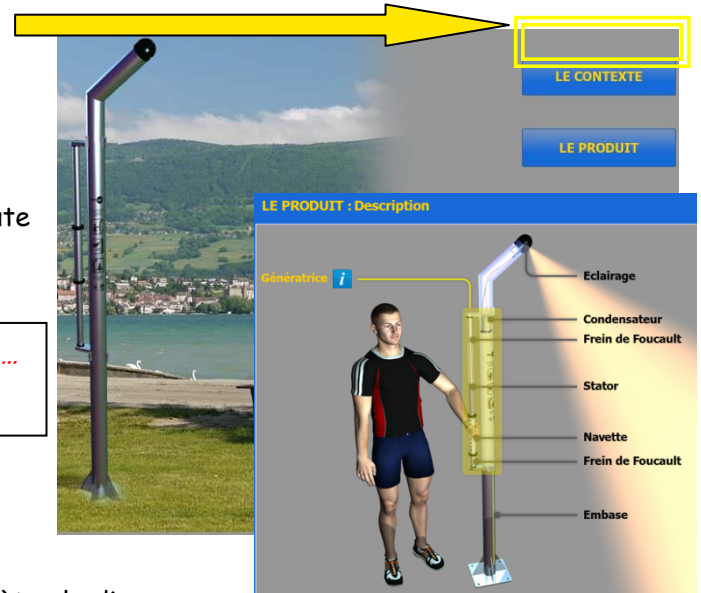 LE CONTEXTE
LE PRODUIT
LE PRODUIT : Description
Génératrice i
Eclairage
Condensateur
Frein de Foucault
Stator
Navette
Frein de Foucault
Embase
...